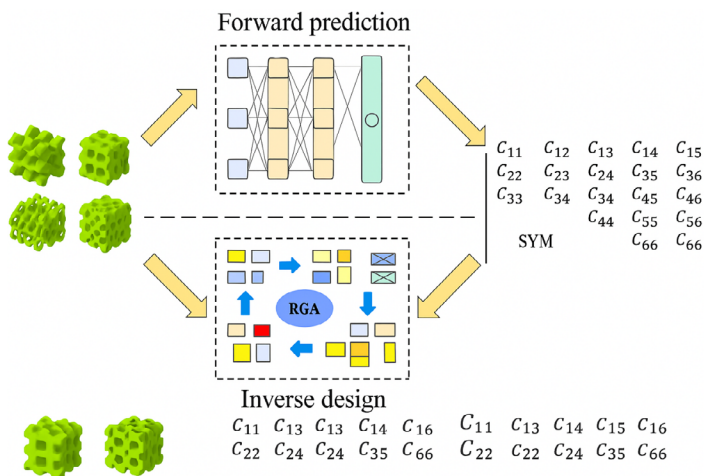 Forward prediction
C11 C12 C13 C14 C15
C22 C23 C24 C35 C36
C33 C34 C34 C45 C46
C44 C55 C56
SYM C66 C66
RGA
Inverse design
C11 C13 C13 C14 C16 C11 C13 C14 C15 C16
C22 C24 C24 C35 C66 C22 C22 C24 C35 C66